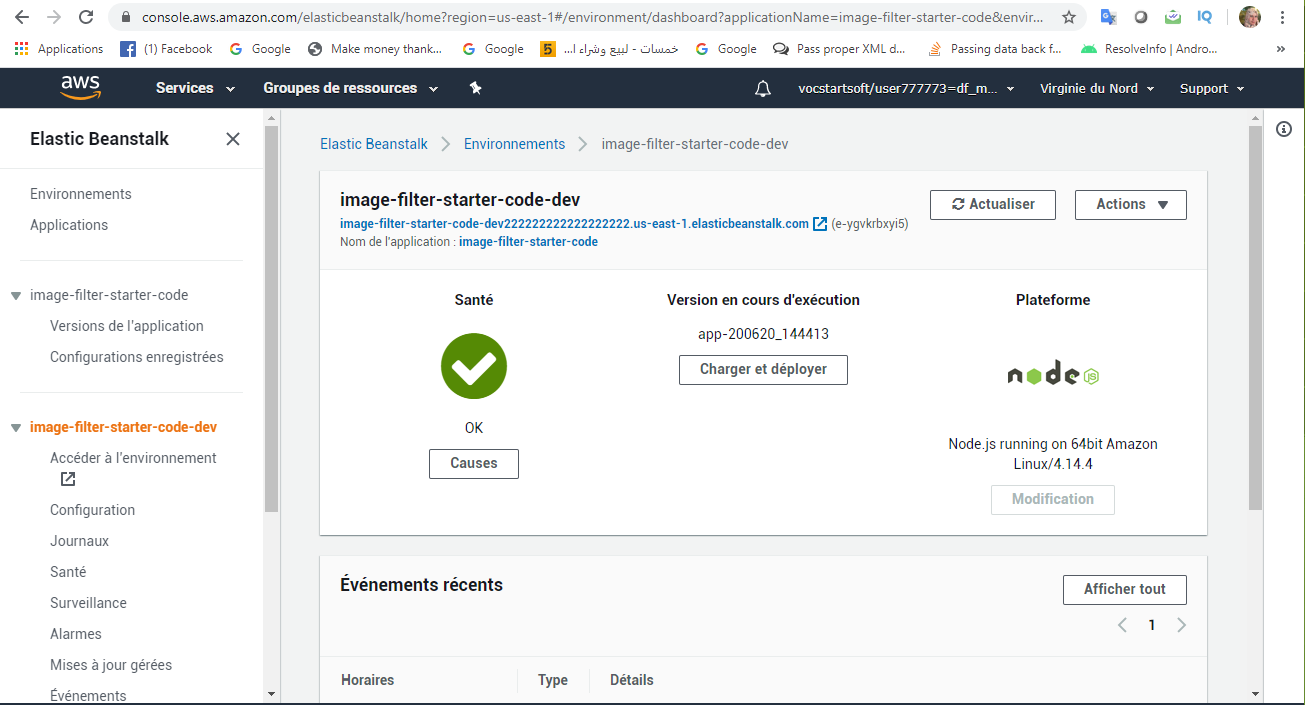 console.aws.amazon.com/elasticbeanstalk/home?region=us-east-1#/environment/dashboard?applicationName=image-filter-starter-code&envir...
IQ
Applications
(1) Facebook
Google
Make money thank...
Google
5
خمسات - لبيع وشراء ا...
Google
Pass proper XML d...
Passing data back f...
ResolveInfo | Andro...
»
aws
Services
Groupes de ressources
vocstartsoft/user777773=df_m...
Virginie du Nord
Support
Elastic Beanstalk
Environnements
Applications
image-filter-starter-code
Versions de l'application
Configurations enregistrées
image-filter-starter-code-dev
Accéder à l'environnement
Configuration
Journaux
Santé
Surveillance
Alarmes
Mises à jour gérées
Événements
Elastic Beanstalk
Environnements
image-filter-starter-code-dev
image-filter-starter-code-dev
image-filter-starter-code-dev222222222222222222.us-east-1.elasticbeanstalk.com (e-ygvkrbxyi5)
Nom de l'application : image-filter-starter-code
Actualiser
Actions
Santé
OK
Causes
Version en cours d'exécution
app-200620_144413
Charger et déployer
Plateforme
node JS
Node.js running on 64bit Amazon
Linux/4.14.4
Modification
Événements récents
Afficher tout
1
Horaires
Type
Détails